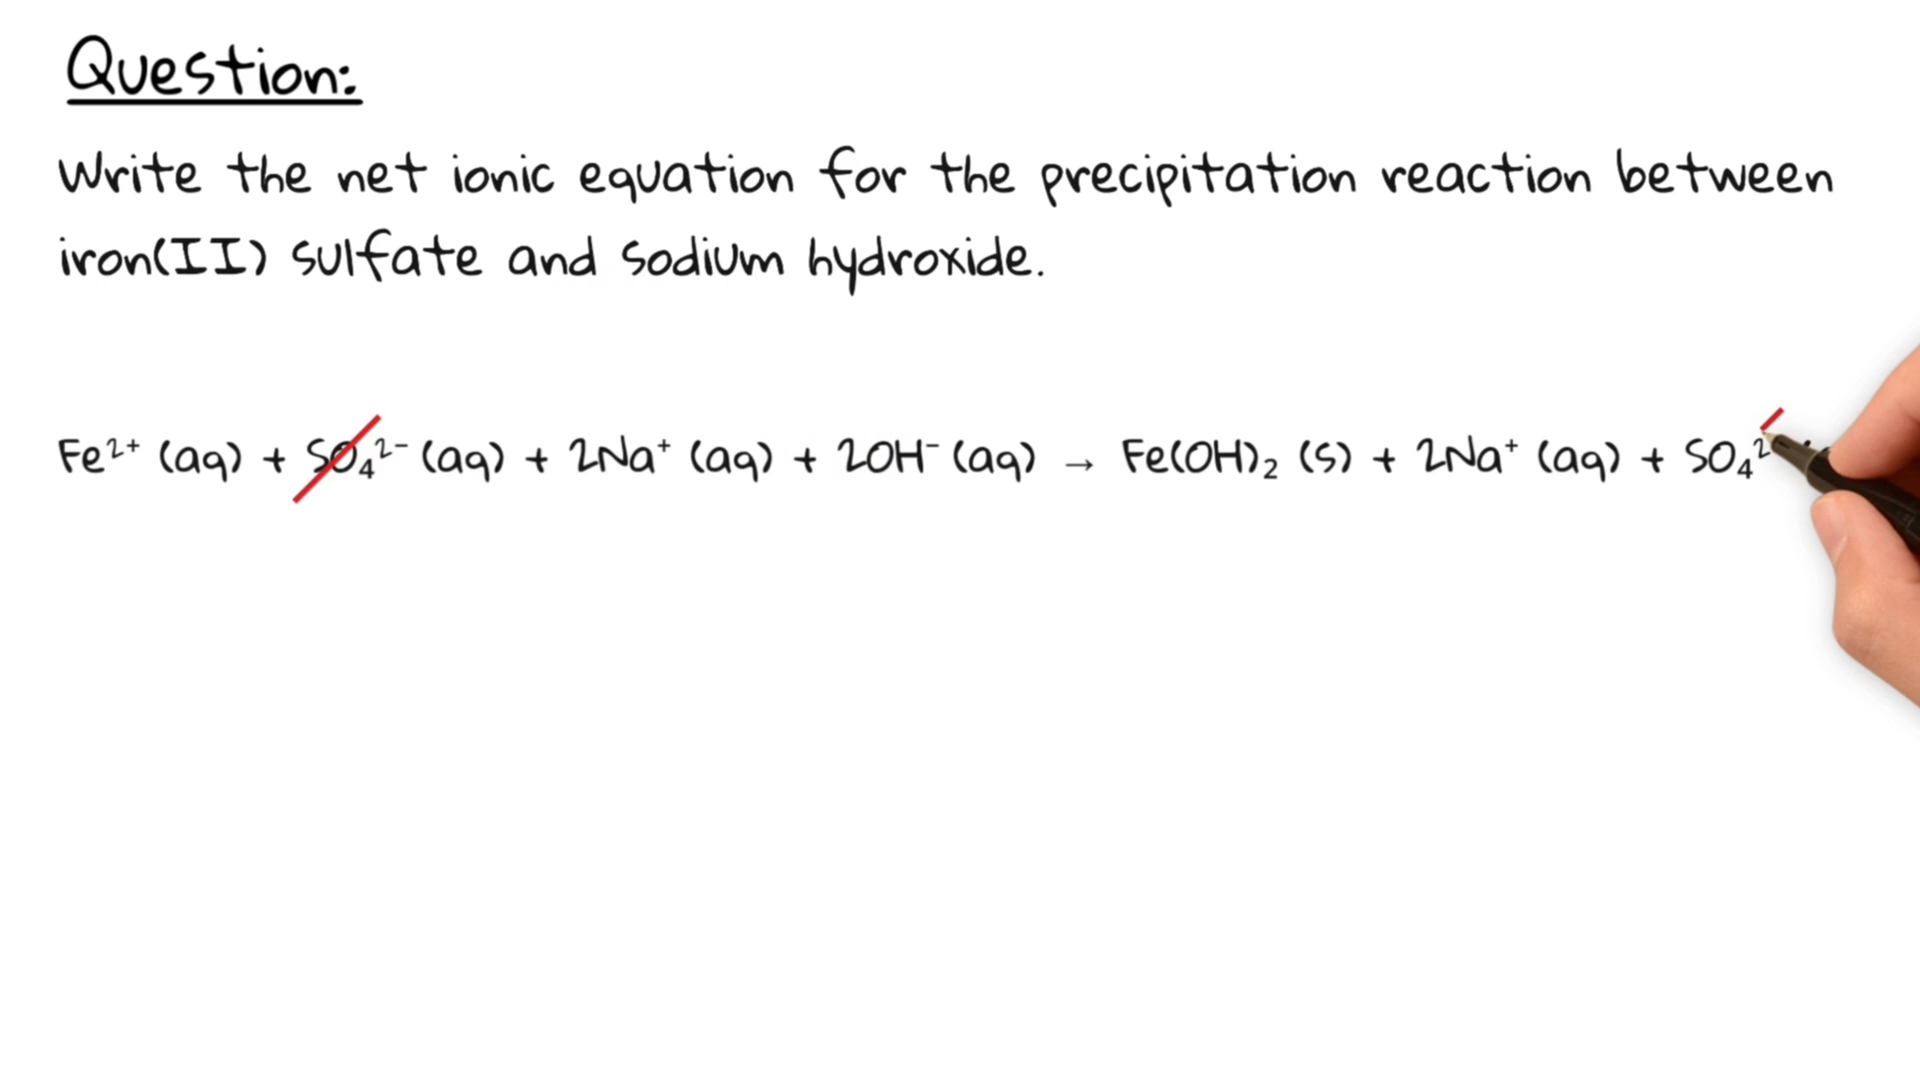 Question:
Write the net ionic equation for the precipitation reaction between
iron(II) sulfate and sodium hydroxide.
Fe²⁺ (aq) + SO₄²⁻ (aq) + 2Na⁺ (aq) + 2OH⁻ (aq) → Fe(OH)₂ (s) + 2Na⁺ (aq) + SO₄²